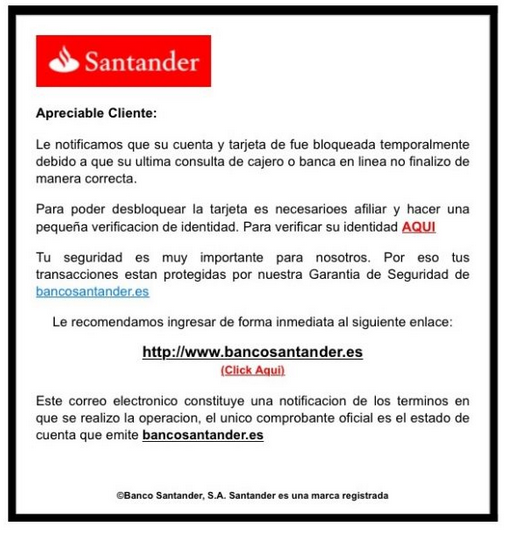 Santander
Apreciable Cliente:
Le notificamos que su cuenta y tarjeta de fue bloqueada temporalmente
debido a que su ultima consulta de cajero o banca en linea no finalizo de
manera correcta.
Para poder desbloquear la tarjeta es necesarioes afiliar y hacer una
pequeña verificacion de identidad. Para verificar su identidad AQUI
Tu seguridad es muy importante para nosotros. Por eso tus
transacciones estan protegidas por nuestra Garantia de Seguridad de
bancosantander.es
Le recomendamos ingresar de forma inmediata al siguiente enlace:
http://www.bancosantander.es
(Click Aqui)
Este correo electronico constituye una notificacion de los terminos en
que se realizo la operacion, el unico comprobante oficial es el estado de
cuenta que emite bancosantander.es
©Banco Santander, S.A. Santander es una marca registrada